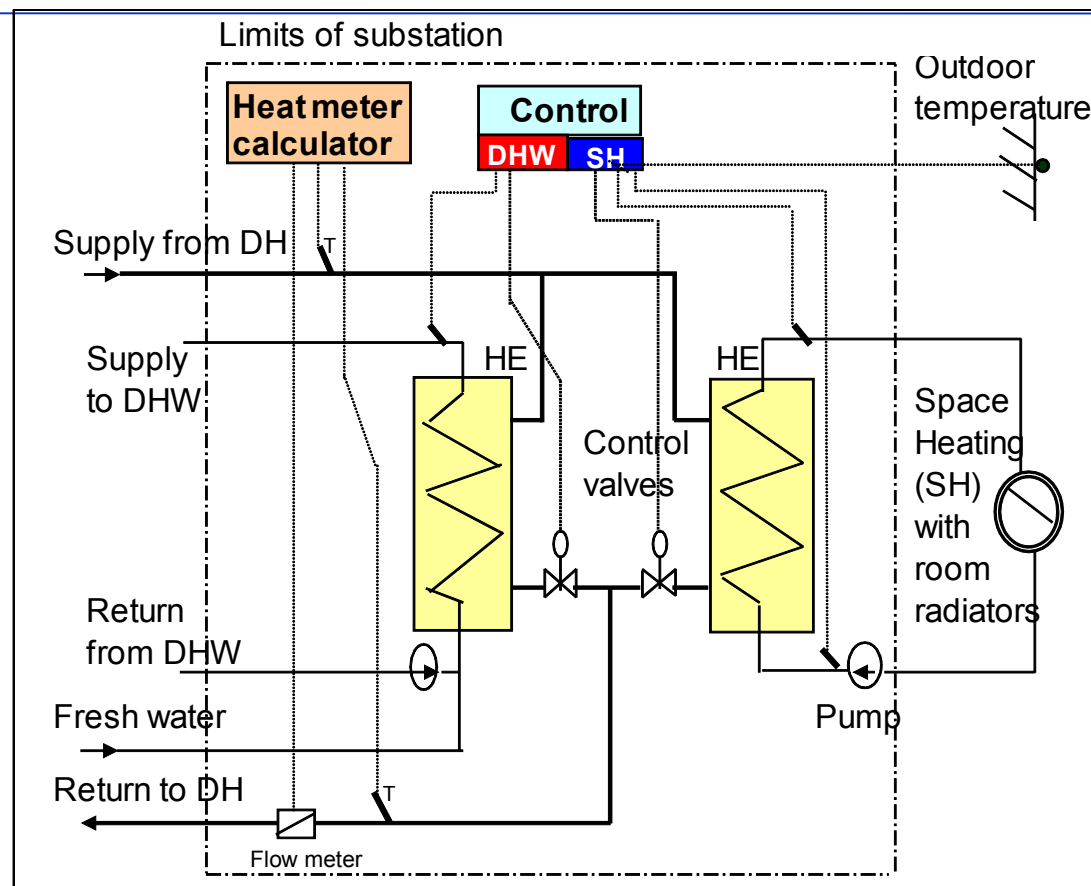 Limits of substation
Outdoor
temperature
Heat meter
calculator
Control
DHW
SH
Supply from DH
T
Supply
to DHW
HE
HE
Control
valves
Space
Heating
(SH)
with
room
radiators
Return
from DHW
Fresh water
Pump
Return to DH
T
Flow meter